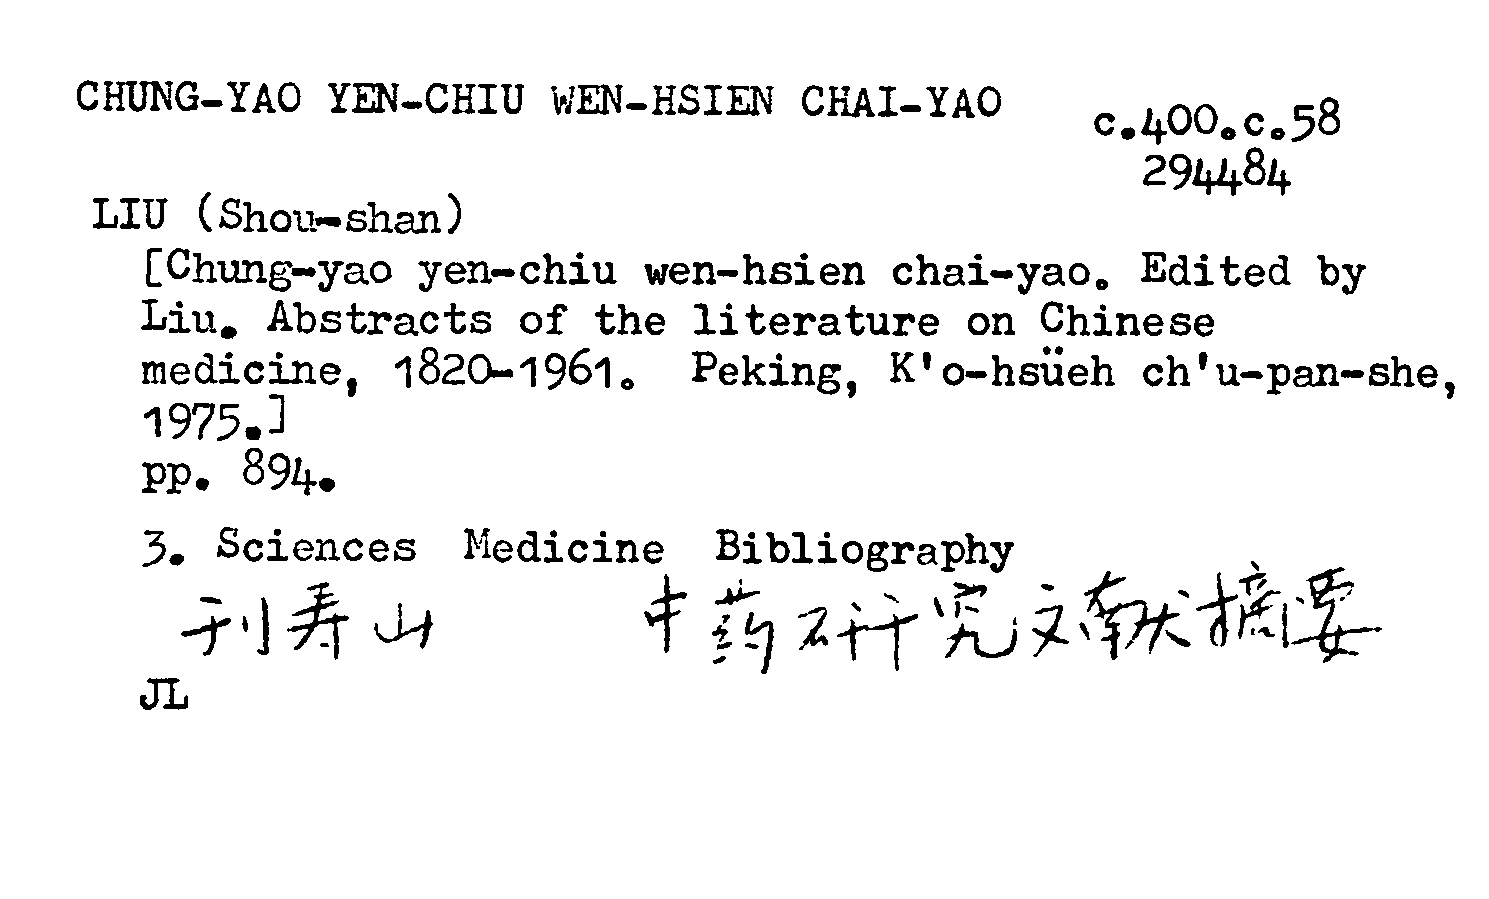 CHUNG-YAO YEN-CHIU WEN-HSIEN CHAI-YAO
c.400.c.58
294484
LIU (Shou-shan)
[Chung-yao yen-chiu wen-hsien chai-yao. Edited by
Liu. Abstracts of the literature on Chinese
medicine, 1820-1961. Peking, K'o-hsüeh ch'u-pan-she,
1975.]
pp. 894.
3. Sciences Medicine Bibliography
刘寿山 中药研究文献摘要
JL